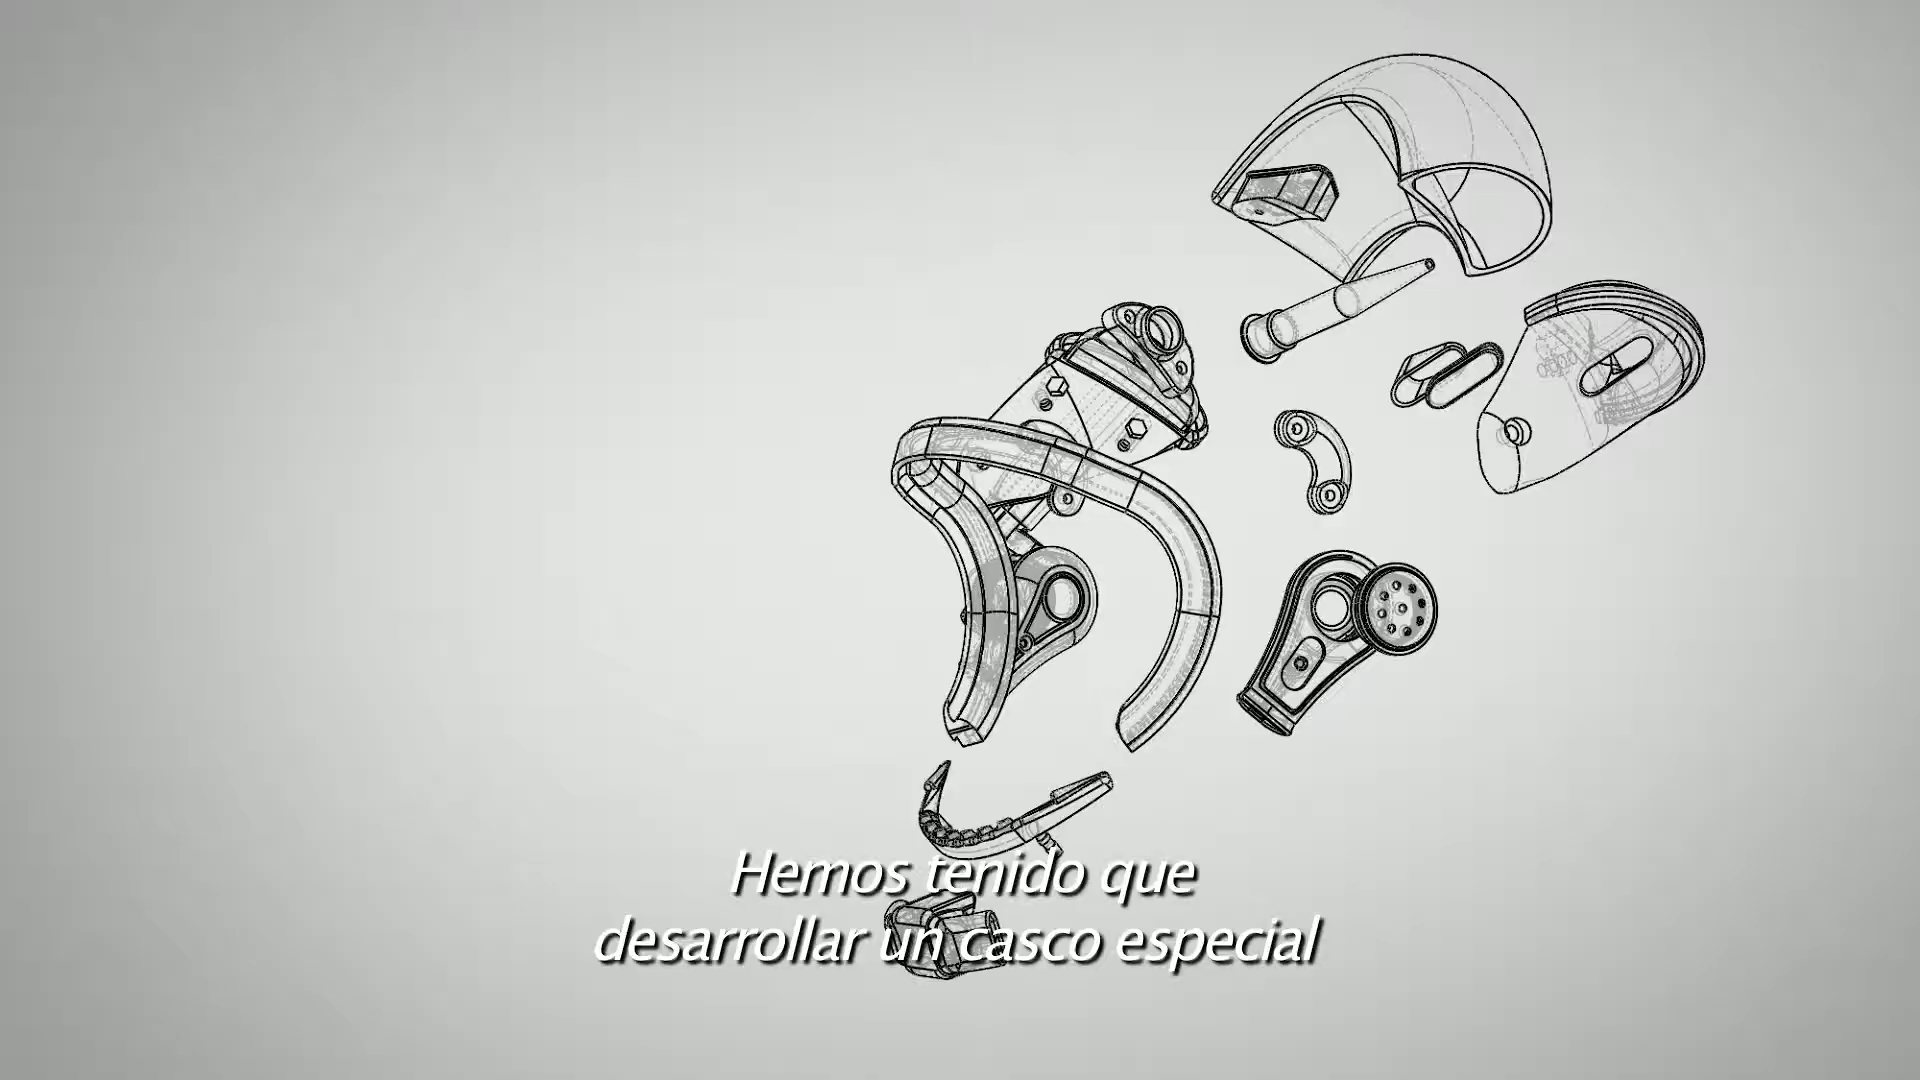 Hemos tenido que
desarrollar un casco especial